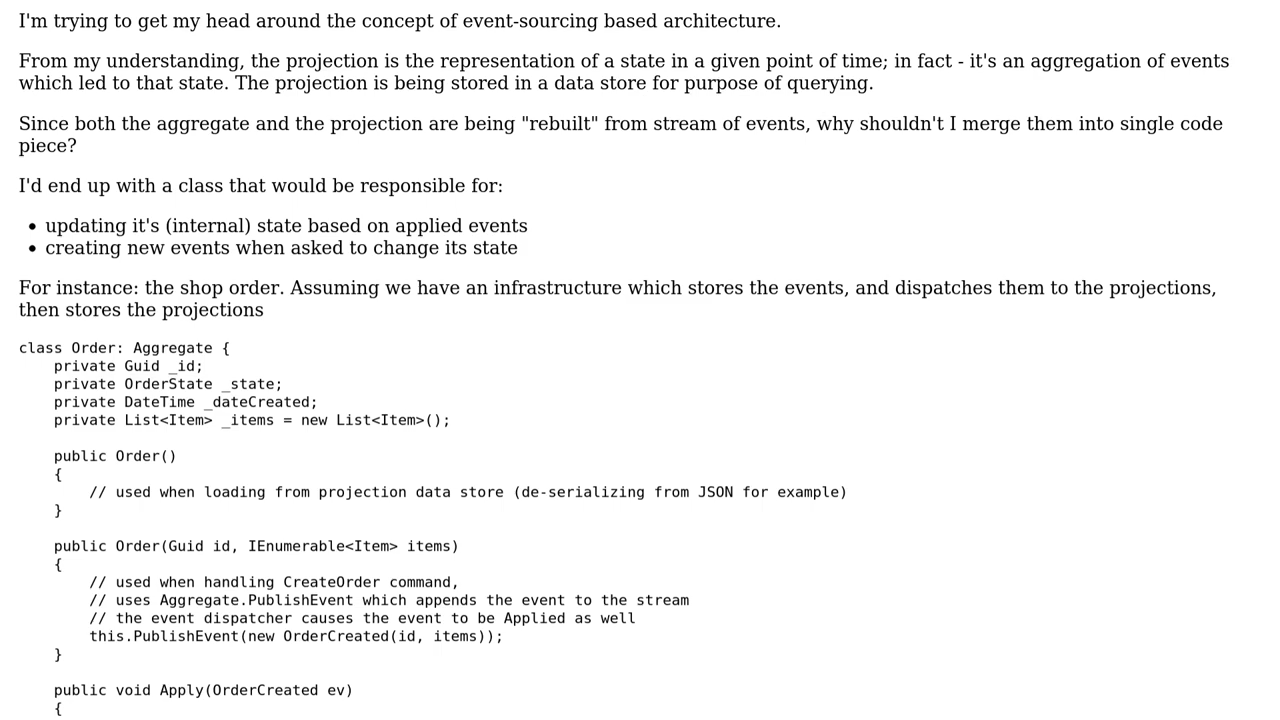 I'm trying to get my head around the concept of event-sourcing based architecture.
From my understanding, the projection is the representation of a state in a given point of time; in fact - it's an aggregation of events
which led to that state. The projection is being stored in a data store for purpose of querying.
Since both the aggregate and the projection are being "rebuilt" from stream of events, why shouldn't I merge them into single code
piece?
I'd end up with a class that would be responsible for:
• updating it's (internal) state based on applied events
• creating new events when asked to change its state
For instance: the shop order. Assuming we have an infrastructure which stores the events, and dispatches them to the projections,
then stores the projections
class Order: Aggregate {
    private Guid _id;
    private OrderState _state;
    private DateTime _dateCreated;
    private List<Item> _items = new List<Item>();
    public Order()
    {
        // used when loading from projection data store (de-serializing from JSON for example)
    }
    public Order(Guid id, IEnumerable<Item> items)
    {
        // used when handling CreateOrder command,
        // uses Aggregate.PublishEvent which appends the event to the stream
        // the event dispatcher causes the event to be Applied as well
        this.PublishEvent(new OrderCreated(id, items));
    }
    public void Apply(OrderCreated ev)
    {